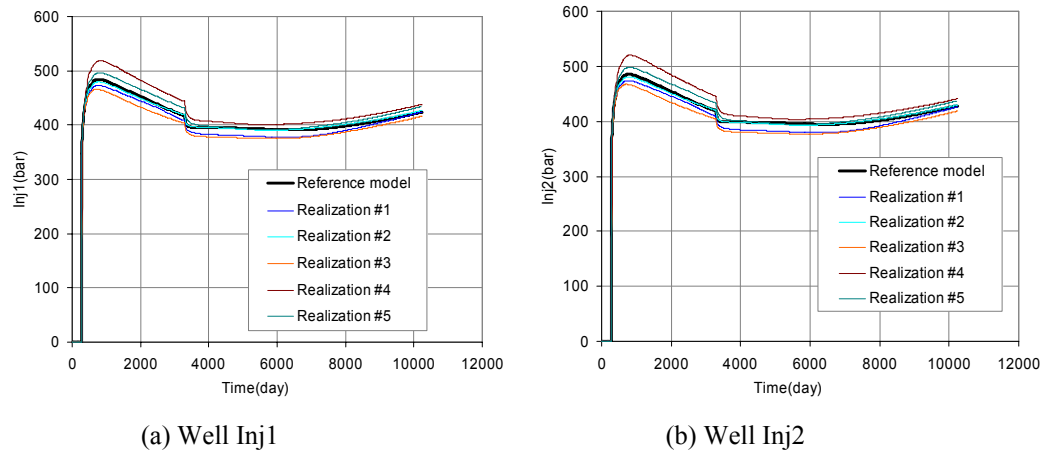 600
500
400
300
200
100
0
Inj1(bar)
0 2000 4000 6000 8000 10000 12000
Time(day)
Reference model
Realization #1
Realization #2
Realization #3
Realization #4
Realization #5
(a) Well Inj1
600
500
400
300
200
100
0
Inj2(bar)
0 2000 4000 6000 8000 10000 12000
Time(day)
Reference model
Realization #1
Realization #2
Realization #3
Realization #4
Realization #5
(b) Well Inj2